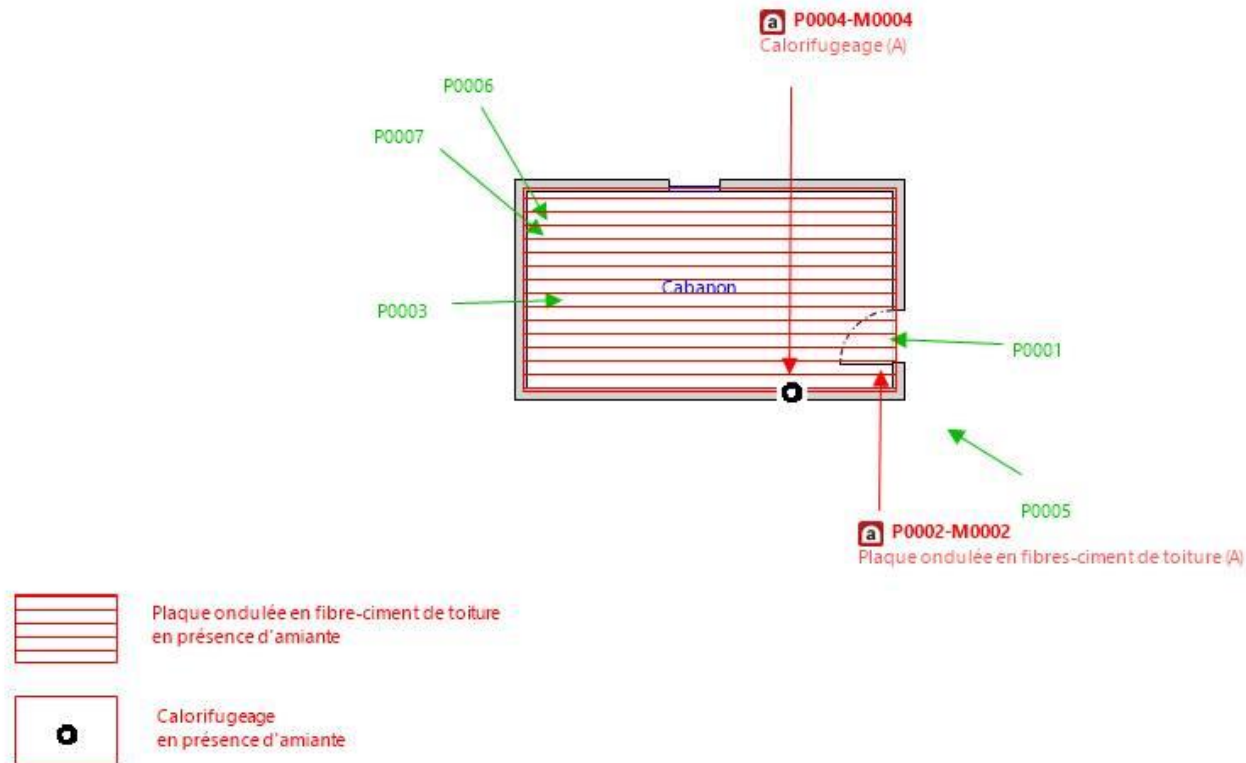 a P0004-M0004
Calorifugeage (A)
P0006
P0007
Cabanon
P0003
P0001
P0005
a P0002-M0002
Plaque ondulée en fibres-ciment de toiture (A)
Plaque ondulée en fibre-ciment de toiture
en présence d'amiante
Calorifugeage
en présence d'amiante